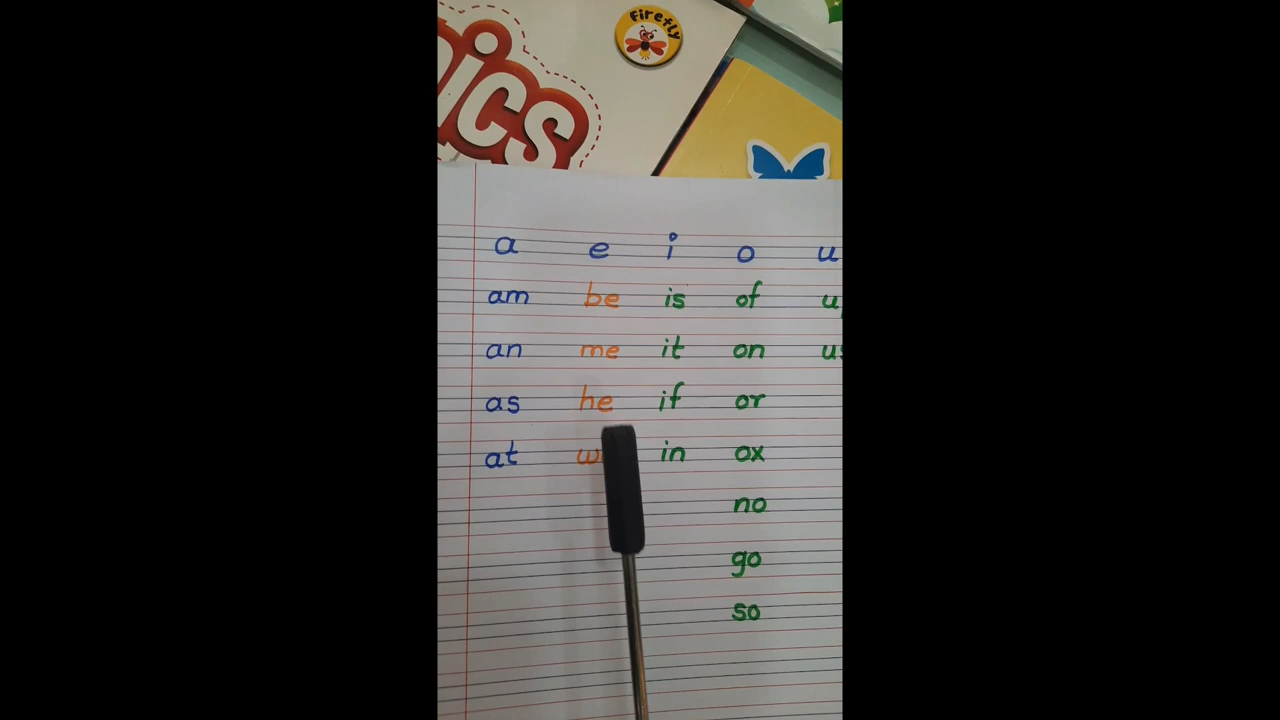 Firefly
ics
a e i o u
am be is of
an me it on
as he if or
at in ox
no
go
so